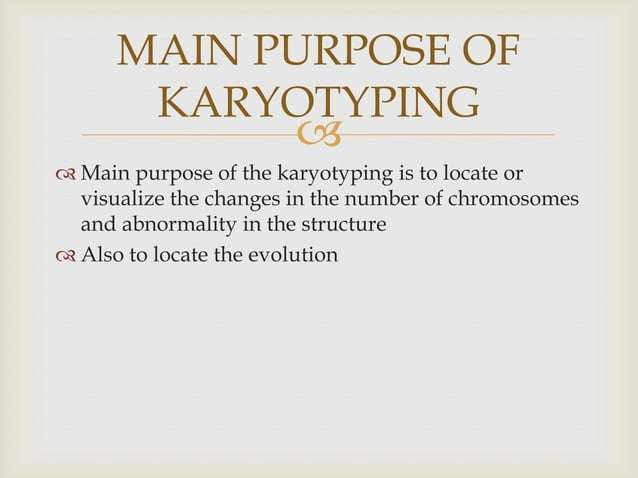 MAIN PURPOSE OF
KARYOTYPING
Main purpose of the karyotyping is to locate or
visualize the changes in the number of chromosomes
and abnormality in the structure
Also to locate the evolution